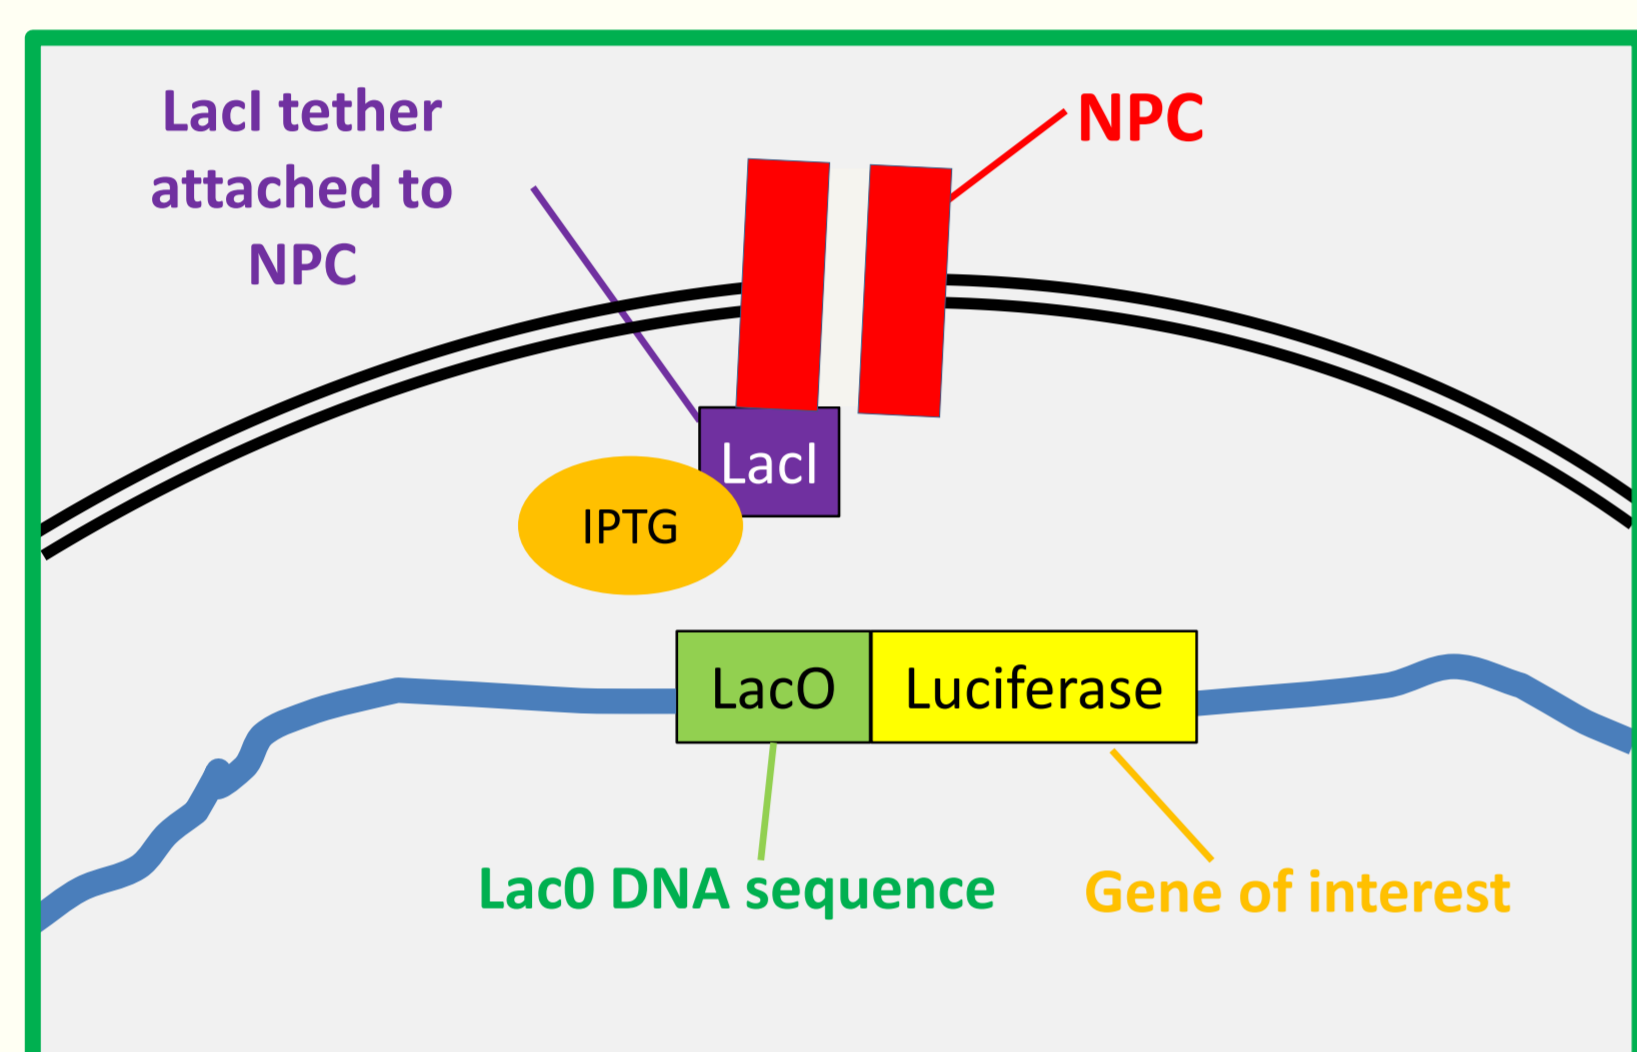 LacI tether
attached to
NPC
NPC
LacI
IPTG
LacO
Luciferase
Lac0 DNA sequence
Gene of interest